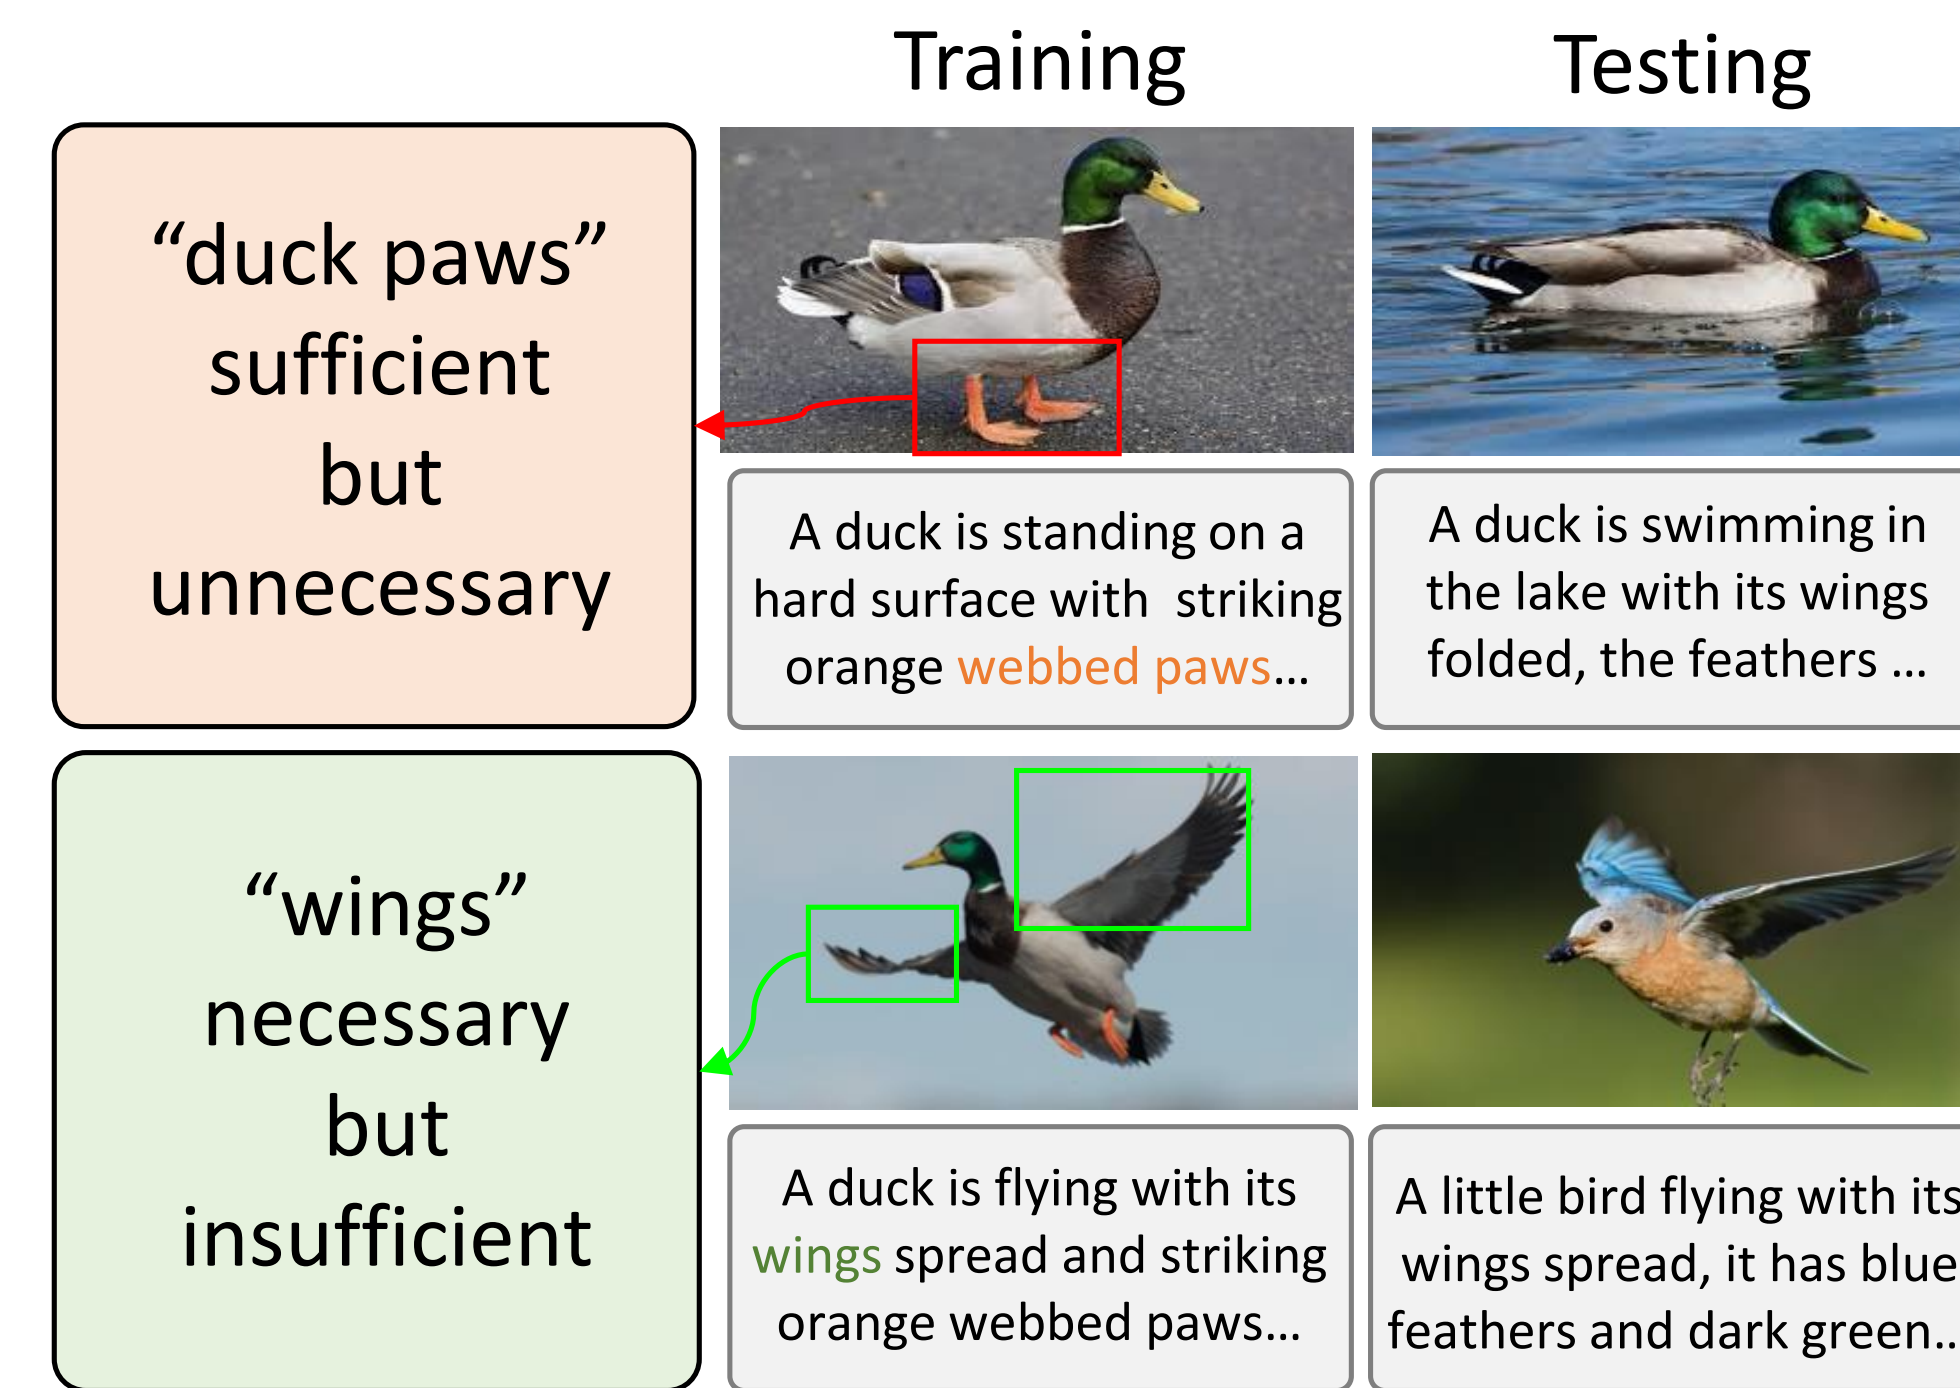 Training
Testing
“duck paws”
sufficient
but
unnecessary
A duck is standing on a
hard surface with striking
orange webbed paws...
A duck is swimming in
the lake with its wings
folded, the feathers ...
“wings”
necessary
but
insufficient
A duck is flying with its
wings spread and striking
orange webbed paws...
A little bird flying with its
wings spread, it has blue
feathers and dark green...